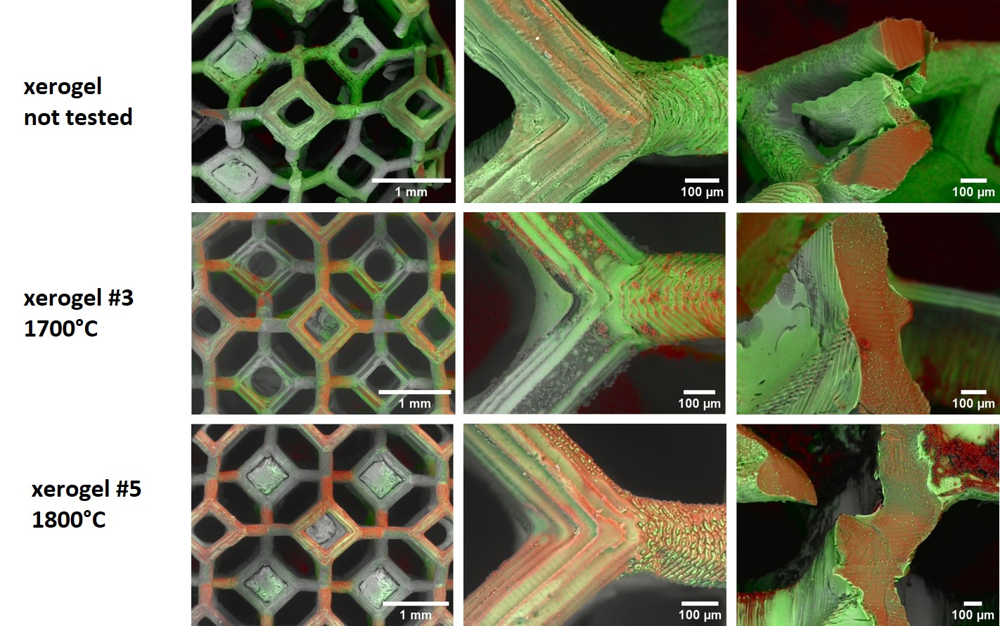 xerogel
not tested
1 mm
100 µm
100 µm
xerogel #3
1700°C
1 mm
100 µm
100 µm
xerogel #5
1800°C
1 mm
100 µm
100 µm